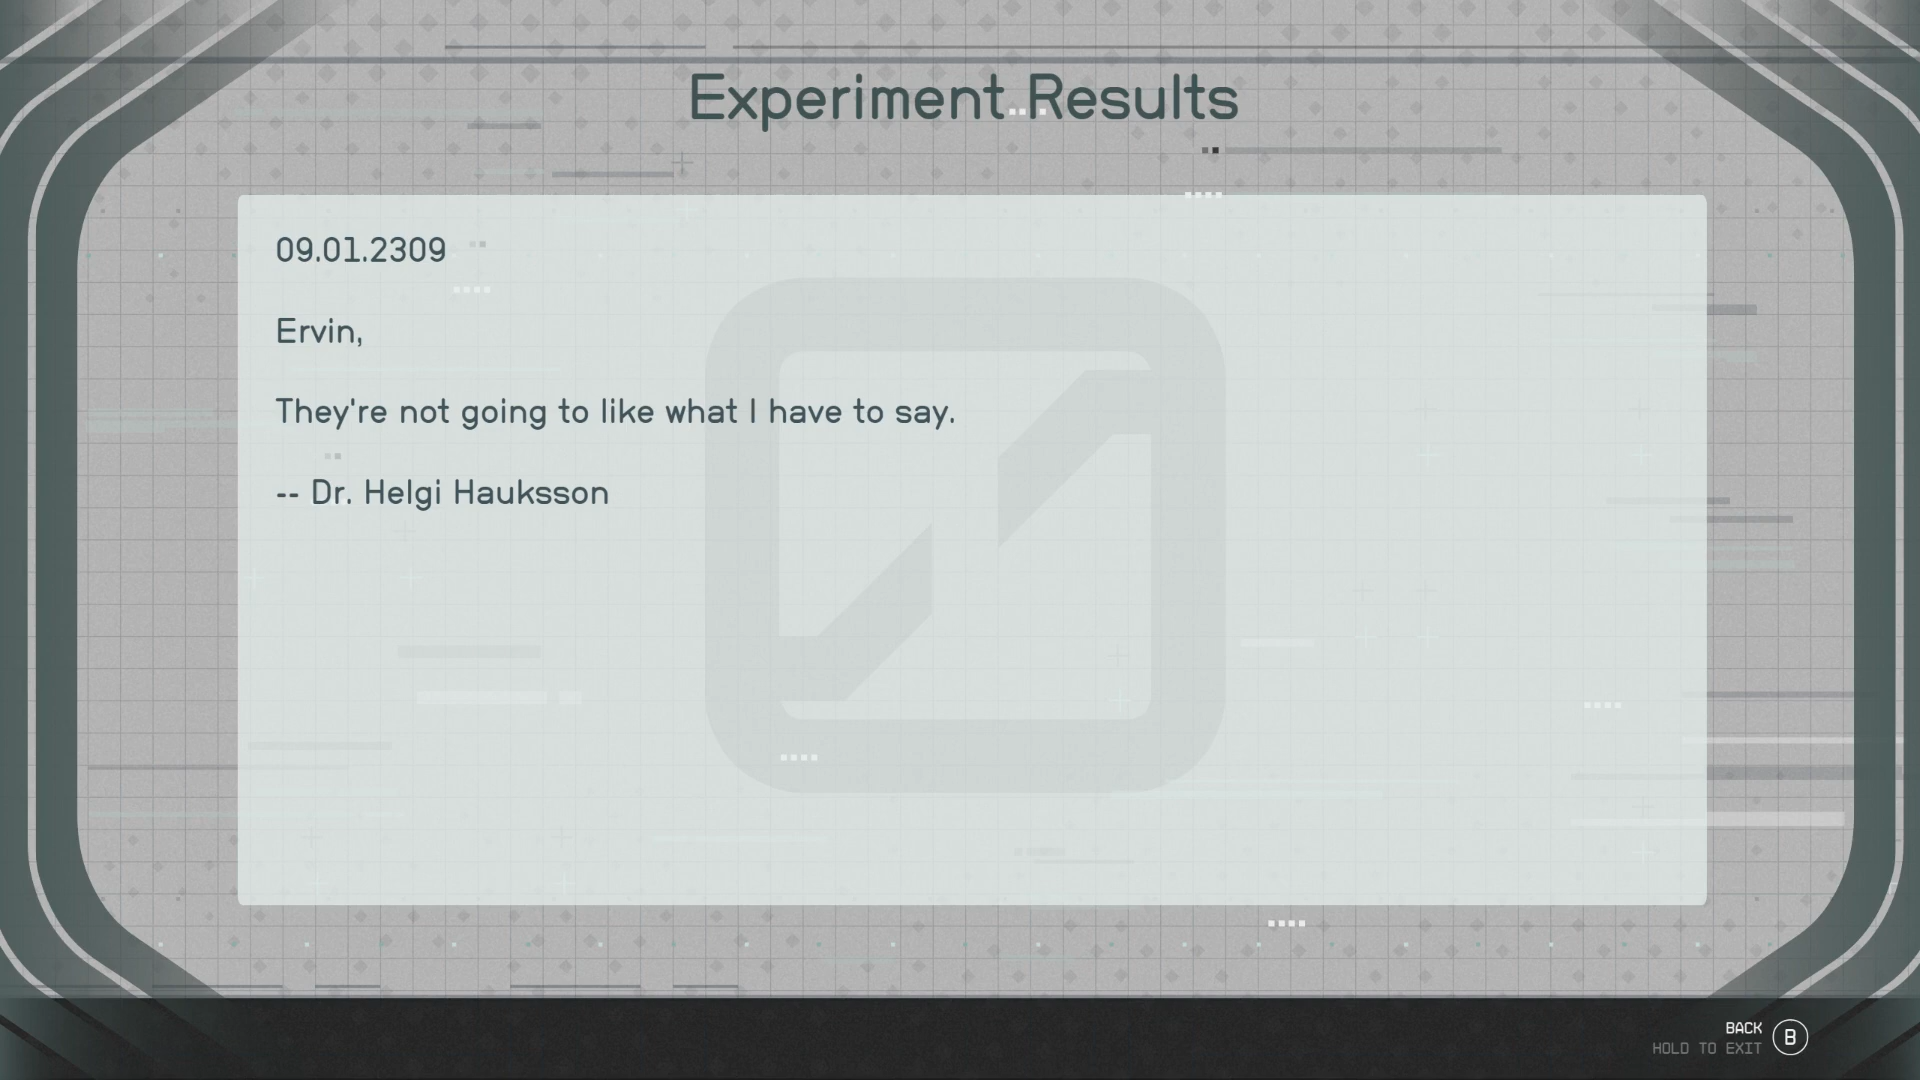 Experiment Results
09.01.2309
Ervin,
They're not going to like what I have to say.
-- Dr. Helgi Hauksson
BACK
HOLD TO EXIT
B